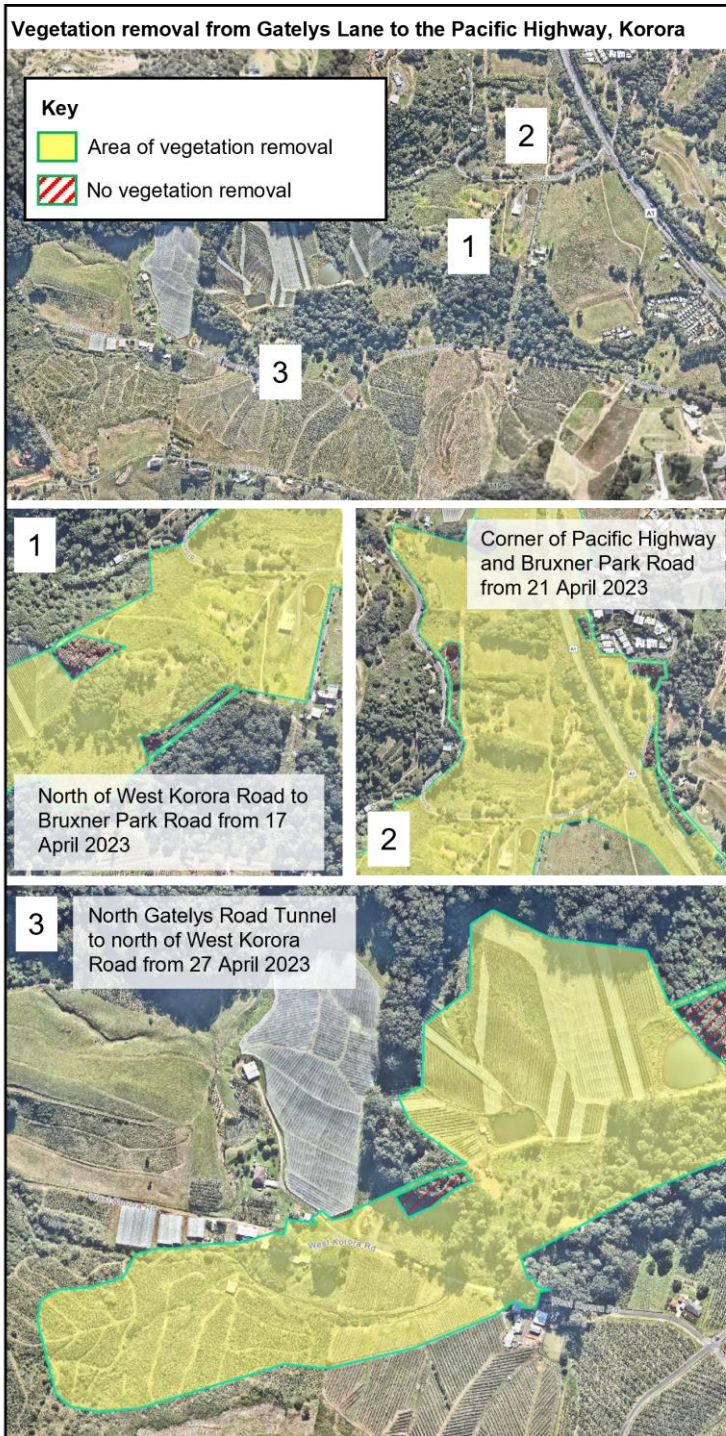 Vegetation removal from Gatelys Lane to the Pacific Highway, Korora
Key
Area of vegetation removal
No vegetation removal
2
1
A1
3
1
North of West Korora Road to
Bruxner Park Road from 17
April 2023
Corner of Pacific Highway
and Bruxner Park Road
from 21 April 2023
A1
A1
2
3
North Gatelys Road Tunnel
to north of West Korora
Road from 27 April 2023
West Korora Rd